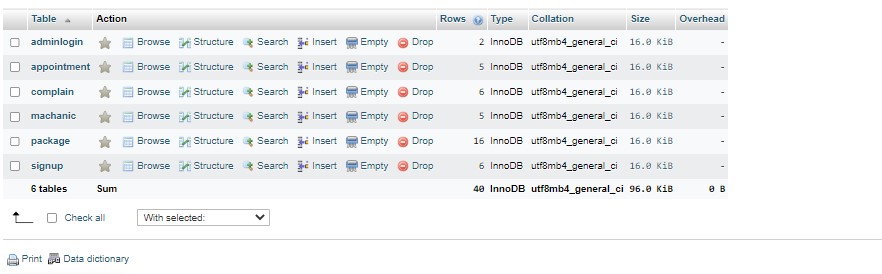 Table Action Rows Type Collation Size Overhead
adminlogin Browse Structure Search Insert Empty Drop 2 InnoDB utf8mb4_general_ci 16.0 KiB -
appointment Browse Structure Search Insert Empty Drop 5 InnoDB utf8mb4_general_ci 16.0 KiB -
complain Browse Structure Search Insert Empty Drop 6 InnoDB utf8mb4_general_ci 16.0 KiB -
machanic Browse Structure Search Insert Empty Drop 5 InnoDB utf8mb4_general_ci 16.0 KiB -
package Browse Structure Search Insert Empty Drop 16 InnoDB utf8mb4_general_ci 16.0 KiB -
signup Browse Structure Search Insert Empty Drop 6 InnoDB utf8mb4_general_ci 16.0 KiB -
6 tables Sum 40 InnoDB utf8mb4_general_ci 96.0 KiB 0 B
Check all With selected:
Print Data dictionary